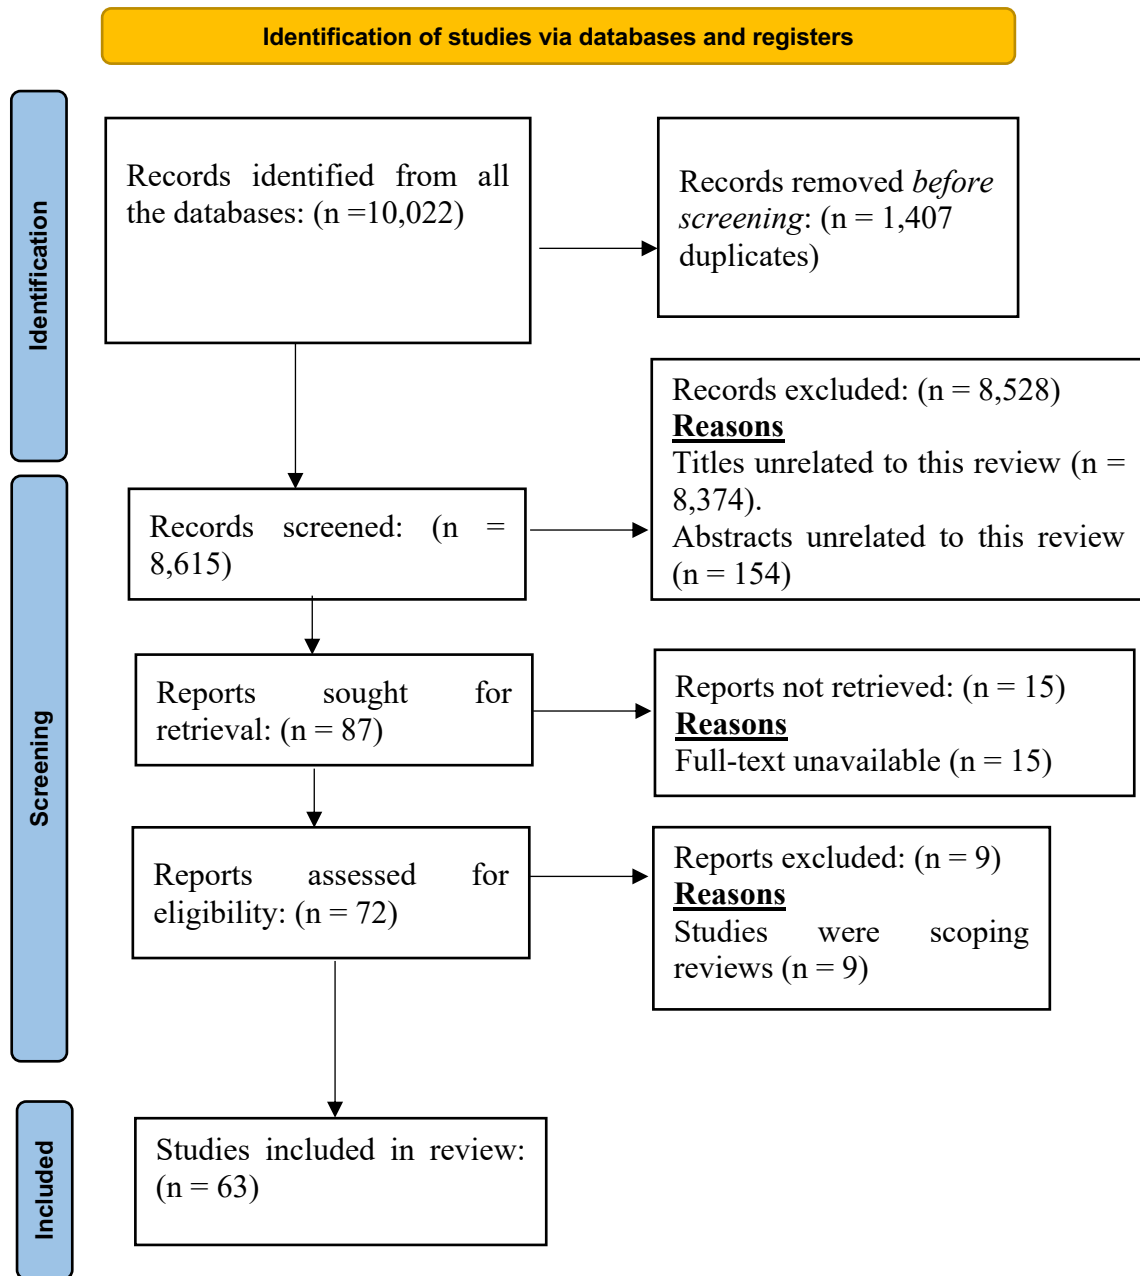 Identification of studies via databases and registers
Identification
Records identified from all
the databases: (n =10,022)
Records removed before
screening: (n = 1,407
duplicates)
Records excluded: (n = 8,528)
Reasons
Titles unrelated to this review (n =
8,374).
Abstracts unrelated to this review
(n = 154)
Screening
Records screened: (n =
8,615)
Reports sought for
retrieval: (n = 87)
Reports not retrieved: (n = 15)
Reasons
Full-text unavailable (n = 15)
Reports assessed for
eligibility: (n = 72)
Reports excluded: (n = 9)
Reasons
Studies were scoping
reviews (n = 9)
Included
Studies included in review:
(n = 63)